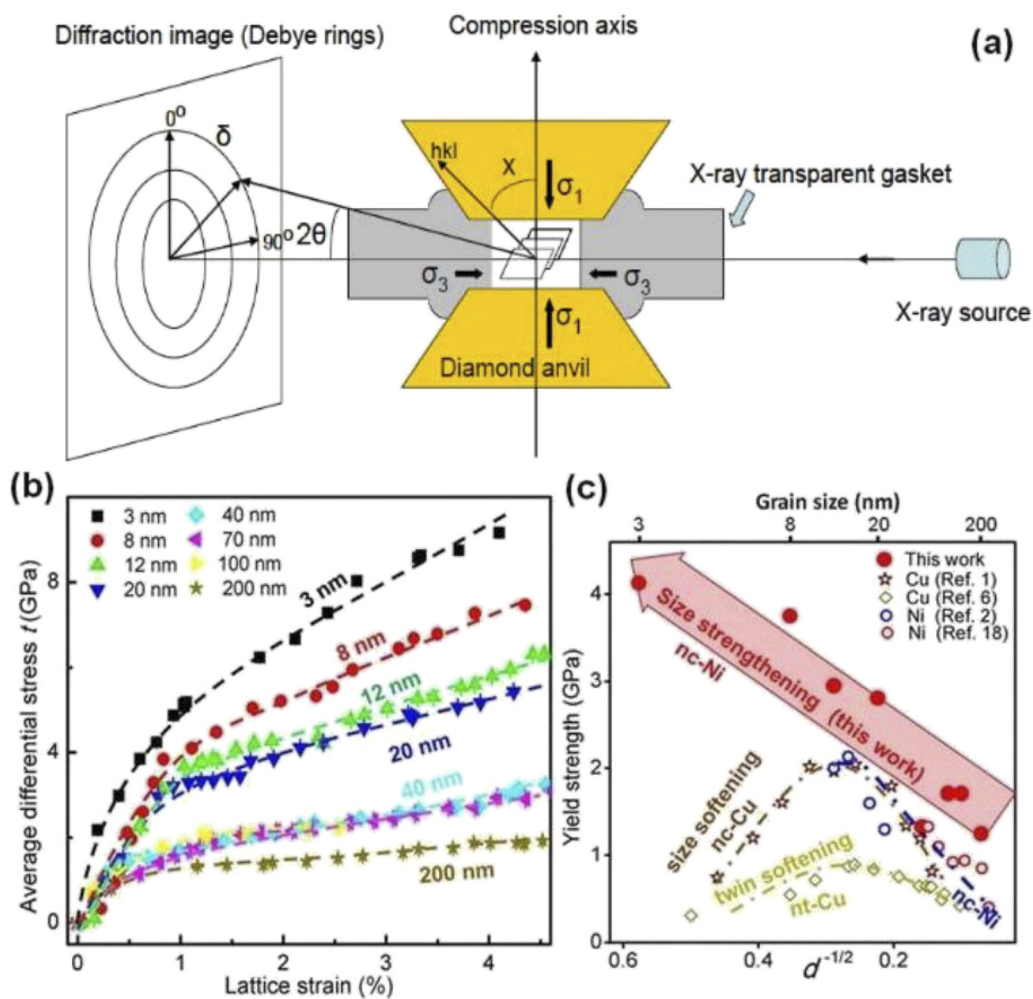 Diffraction image (Debye rings)
Compression axis
(a)
0°
δ
hkl
X
σ1
X-ray transparent gasket
90°
2θ
σ3
σ3
σ1
X-ray source
Diamond anvil
(b)
3 nm
40 nm
8 nm
70 nm
12 nm
100 nm
20 nm
200 nm
3 nm
8 nm
12 nm
20 nm
40 nm
200 nm
Average differential stress t (GPa)
8
4
0
0
1
2
3
4
Lattice strain (%)
(c)
Grain size (nm)
3
8
20
200
This work
Cu (Ref. 1)
Cu (Ref. 6)
Ni (Ref. 2)
Ni (Ref. 18)
Size strengthening (this work)
nc-Ni
size softening
nc-Cu
twin softening
nt-Cu
nc-Ni
Yield strength (GPa)
4
3
2
1
0
0.6
0.4
0.2
d-1/2